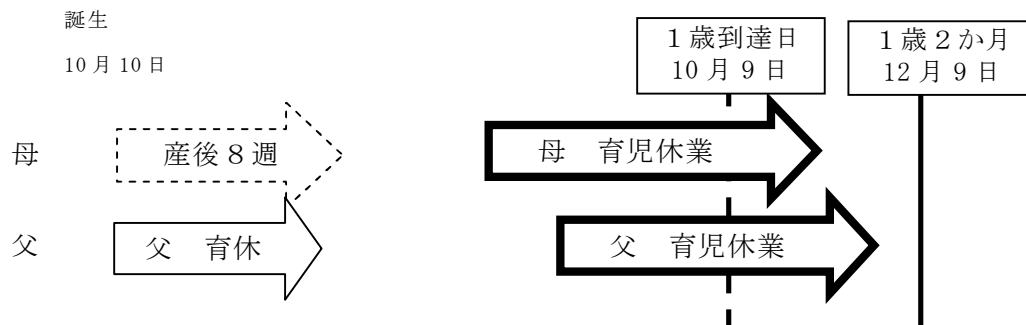 誕生
10月10日
１歳到達日
10月９日
１歳２か月
12月９日
母
産後８週
母　育児休業
父
父　育休
父　育児休業